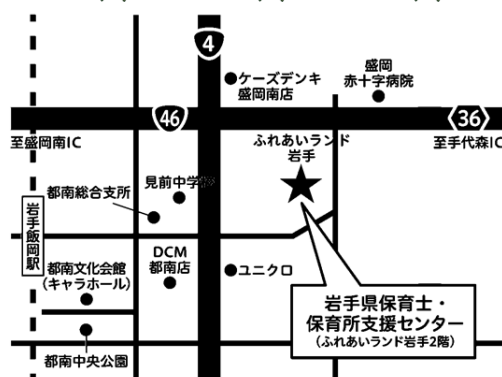 4
ケーズデンキ
盛岡南店
盛岡
赤十字病院
46
36
至盛岡南IC
ふれあいランド
岩手
至手代森IC
見前中学校
都南総合支所
岩手飯岡駅
DCM
都南店
ユニクロ
都南文化会館
(キャラホール)
都南中央公園
岩手県保育士・
保育所支援センター
(ふれあいランド岩手2階)